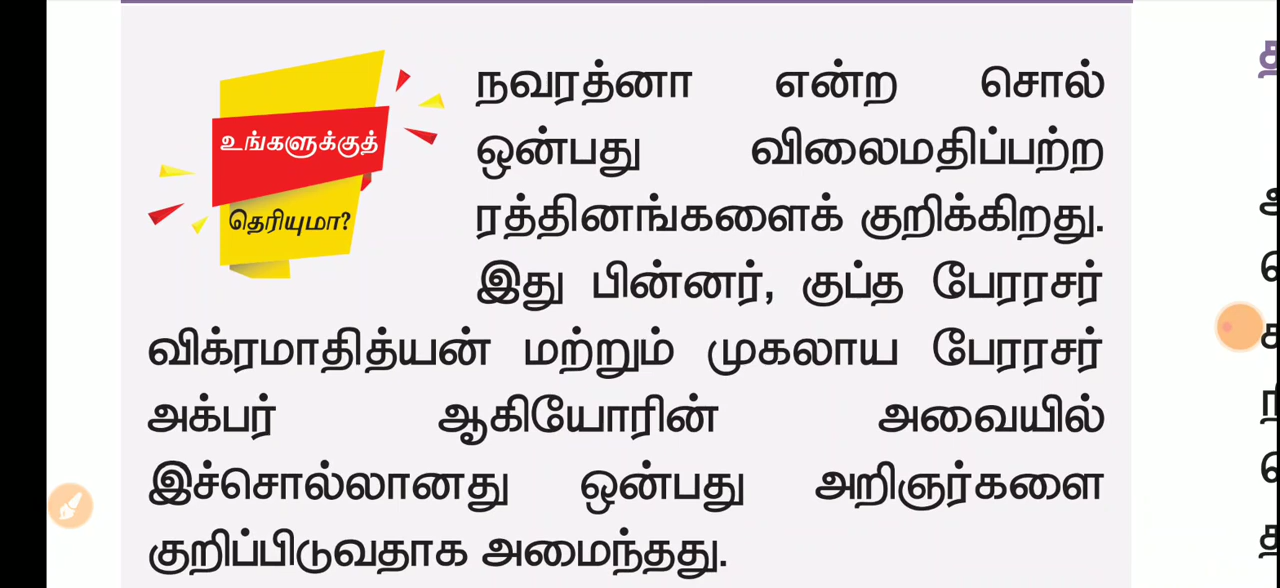 உங்களுக்குத்
தெரியுமா?
நவரத்னா என்ற சொல்
ஒன்பது விலைமதிப்பற்ற
ரத்தினங்களைக் குறிக்கிறது.
இது பின்னர், குப்த பேரரசர்
விக்ரமாதித்யன் மற்றும் முகலாய பேரரசர்
அக்பர் ஆகியோரின் அவையில்
இச்சொல்லானது ஒன்பது அறிஞர்களை
குறிப்பிடுவதாக அமைந்தது.